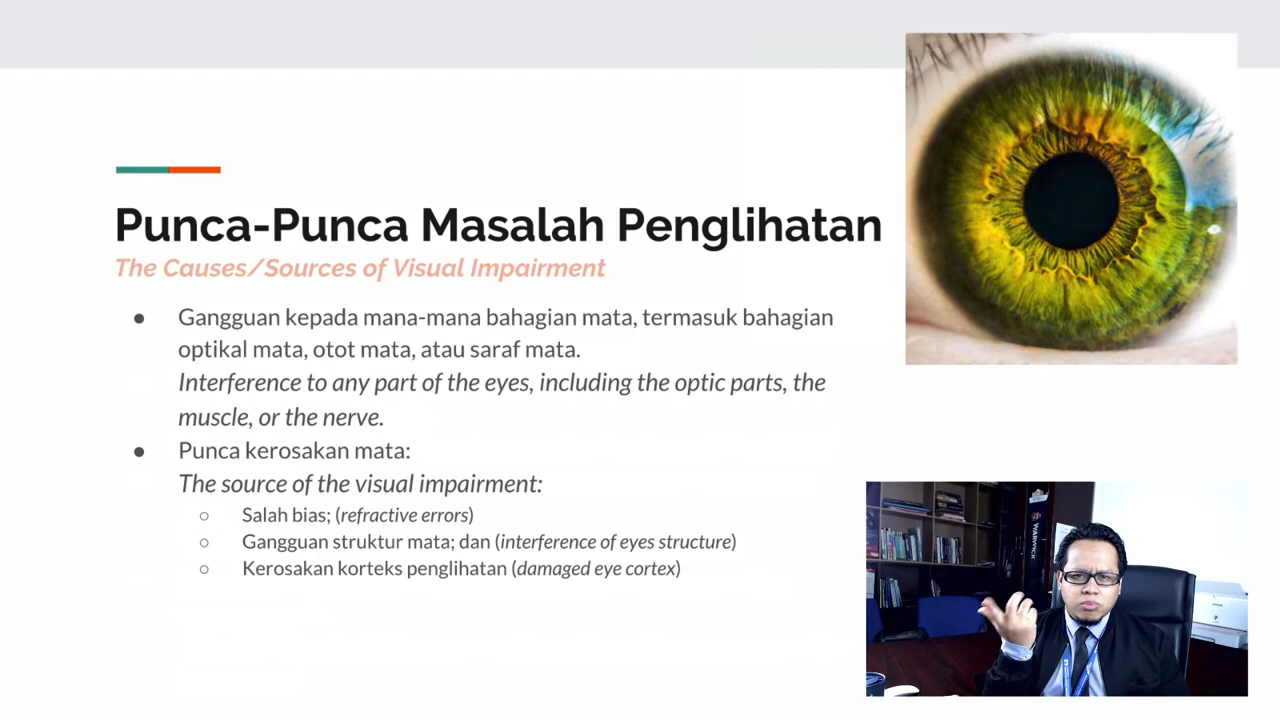 Punca-Punca Masalah Penglihatan
The Causes/Sources of Visual Impairment
● Gangguan kepada mana-mana bahagian mata, termasuk bahagian
optikal mata, otot mata, atau saraf mata.
Interference to any part of the eyes, including the optic parts, the
muscle, or the nerve.
● Punca kerosakan mata:
The source of the visual impairment:
○ Salah bias; (refractive errors)
○ Gangguan struktur mata; dan (interference of eyes structure)
○ Kerosakan korteks penglihatan (damaged eye cortex)
WARWICK